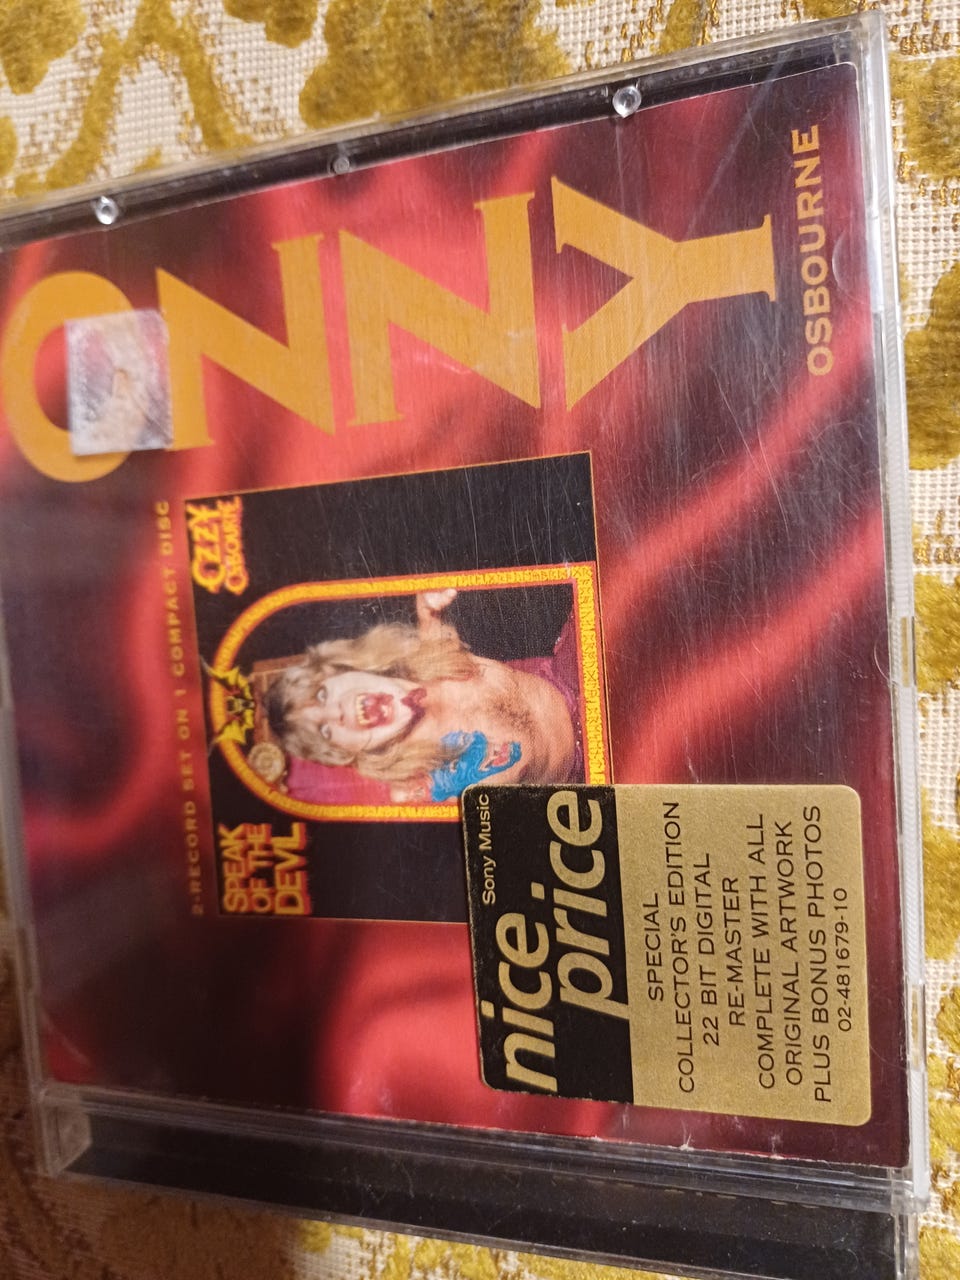 OZZY
OSBOURNE
2-RECORD SET ON 1 COMPACT DISC
OZZY
OSBOURNE
SPEAK
OF THE
DEVIL
Sony Music
nice
price
SPECIAL
COLLECTOR'S EDITION
22 BIT DIGITAL
RE-MASTER
COMPLETE WITH ALL
ORIGINAL ARTWORK
PLUS BONUS PHOTOS
02-481679-10